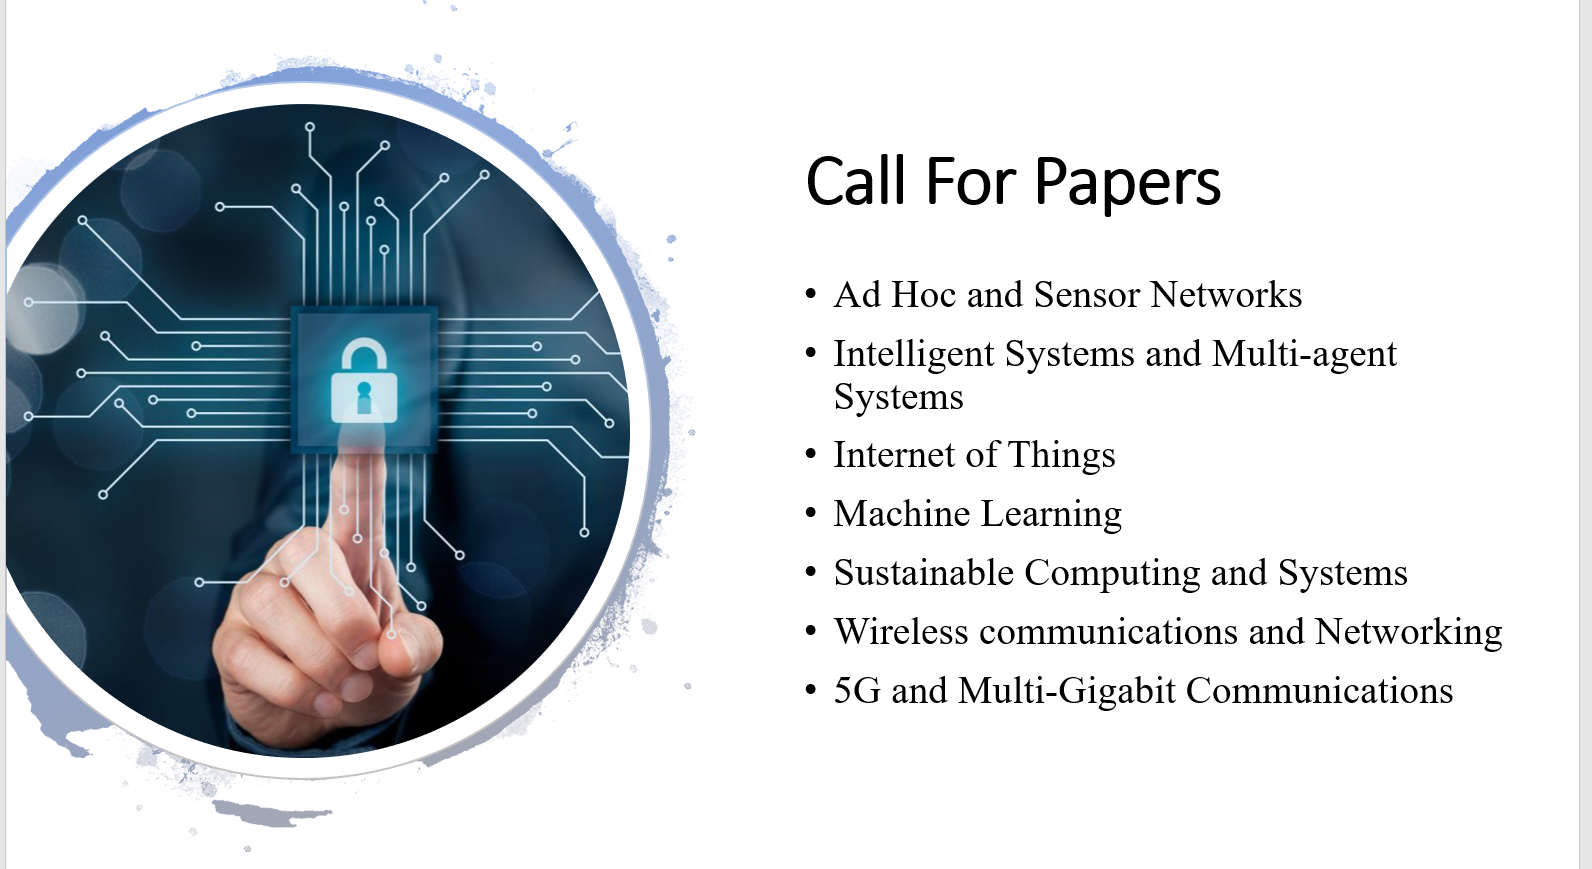 Call For Papers
• Ad Hoc and Sensor Networks
• Intelligent Systems and Multi-agent
Systems
• Internet of Things
• Machine Learning
• Sustainable Computing and Systems
• Wireless communications and Networking
• 5G and Multi-Gigabit Communications